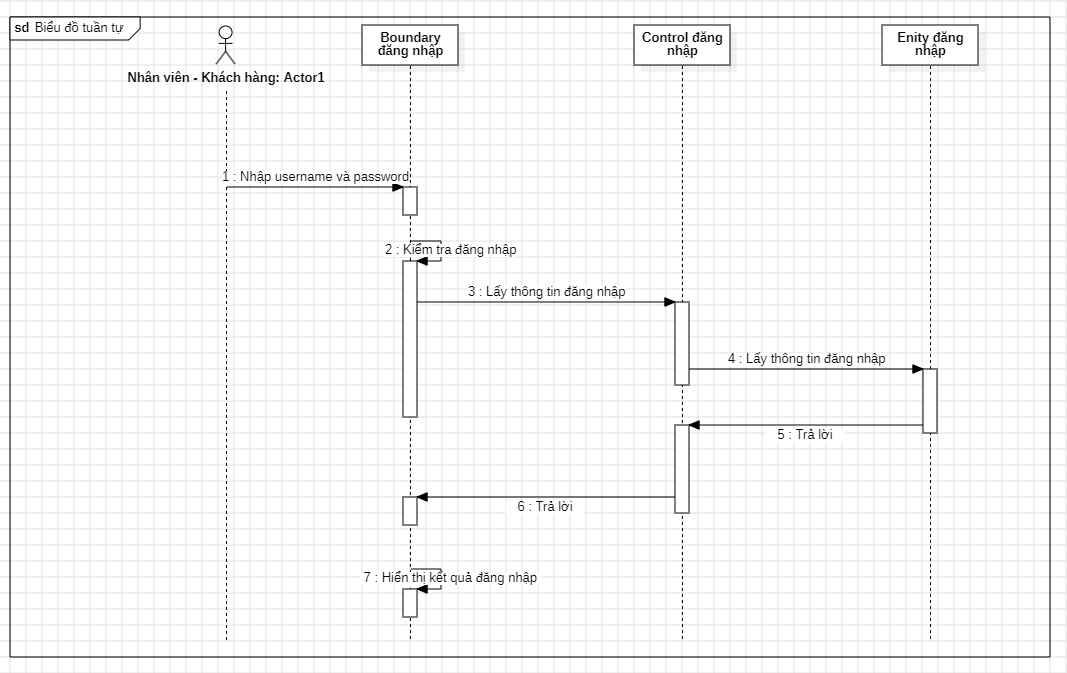 sd Biểu đồ tuần tự
Nhân viên - Khách hàng: Actor1
Boundary
đăng nhập
Control đăng
nhập
Enity đăng
nhập
1 : Nhập username và password
2 : Kiểm tra đăng nhập
3 : Lấy thông tin đăng nhập
4 : Lấy thông tin đăng nhập
5 : Trả lời
6 : Trả lời
7 : Hiển thị kết quả đăng nhập